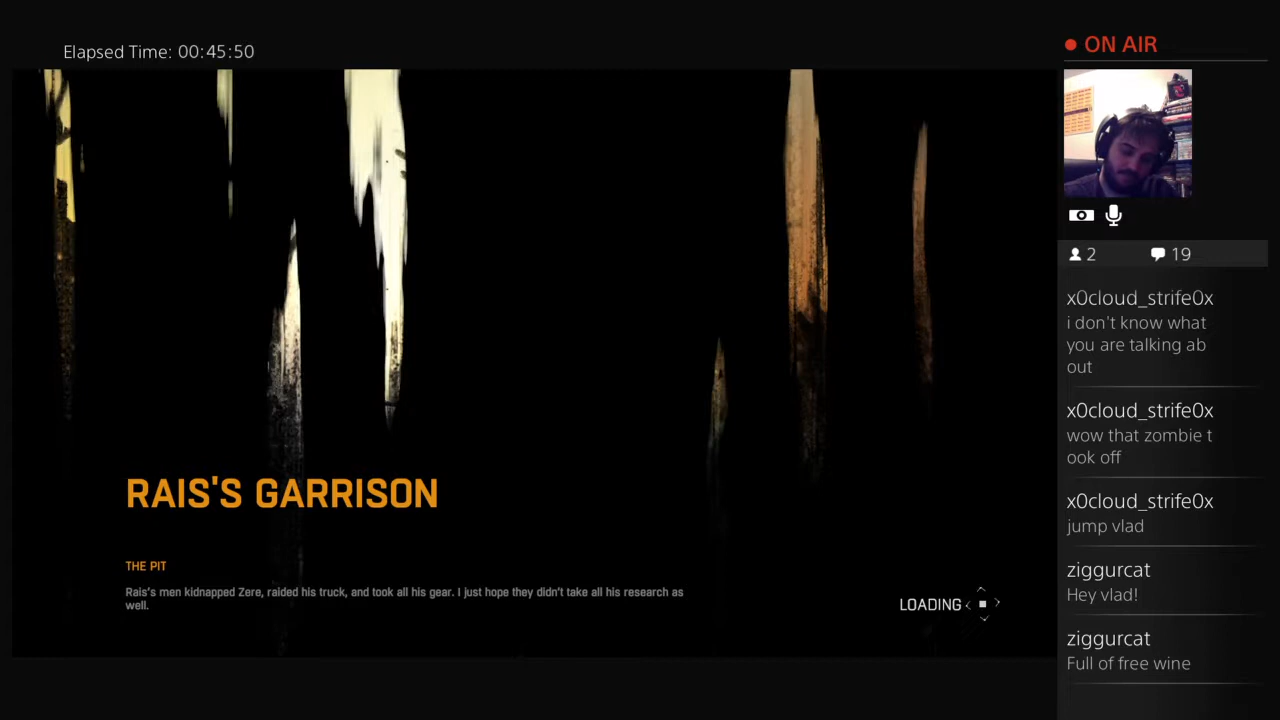 Elapsed Time: 00:45:50
ON AIR
2
19
x0cloud_strife0x
i don't know what
you are talking ab
out
x0cloud_strife0x
wow that zombie t
ook off
x0cloud_strife0x
jump vlad
ziggurcat
Hey vlad!
ziggurcat
Full of free wine
RAIS'S GARRISON
THE PIT
Rais's men kidnapped Zere, raided his truck, and took all his gear. I just hope they didn't take all his research as
well.
LOADING